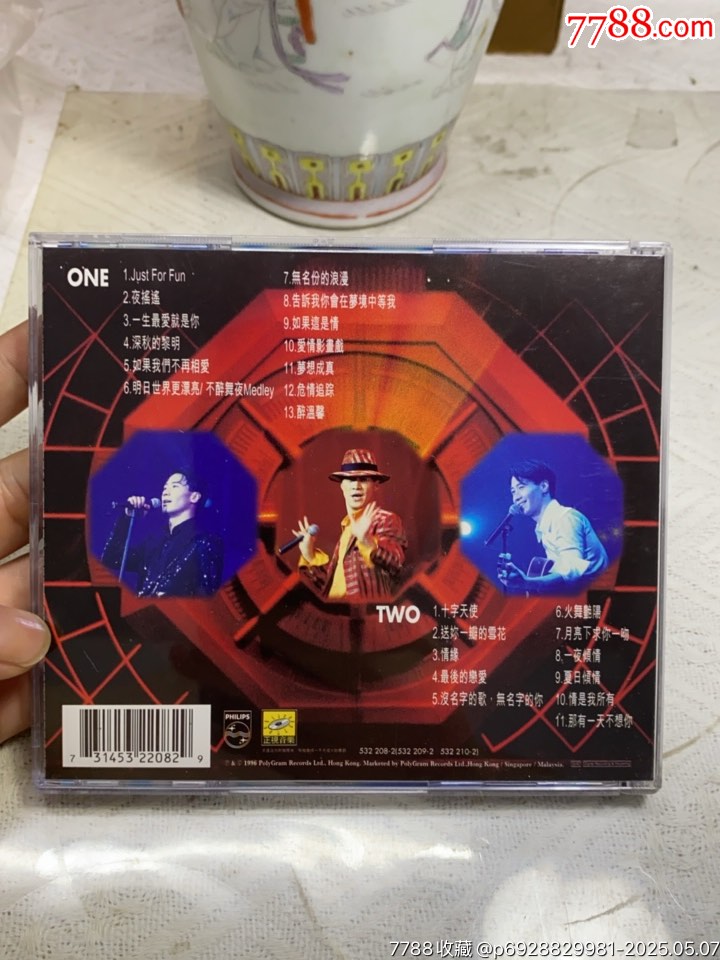 7788.com
ONE
1.Just For Fun
2.夜搖遙
3.一生最愛就是你
4.深秋的黎明
5.如果我們不再相愛
6.明日世界更漂亮/ 不醉舞夜Medley
7.無名份的浪漫
8.告訴我你會在夢境中等我
9.如果這是情
10.愛情影畫戲
11.夢想成真
12.危情追踪
13.醉溫馨
TWO
1.十字天使
2.送妳一瓣的雪花
3.情緣
4.最後的戀愛
5.沒名字的歌，無名字的你
6.火舞艷陽
7.月亮下求你一吻
8.一夜傾情
9.夏日傾情
10.情是我所有
11.那有一天不想你
7 31453 22082 9
PHILIPS
正視音樂
532 208-2(532 209-2 532 210-2)
℗ & © 1996 PolyGram Records Ltd., Hong Kong. Marketed by PolyGram Records Ltd.,Hong Kong / Singapore / Malaysia.
7788收藏 @p6928829981-2025.05.07